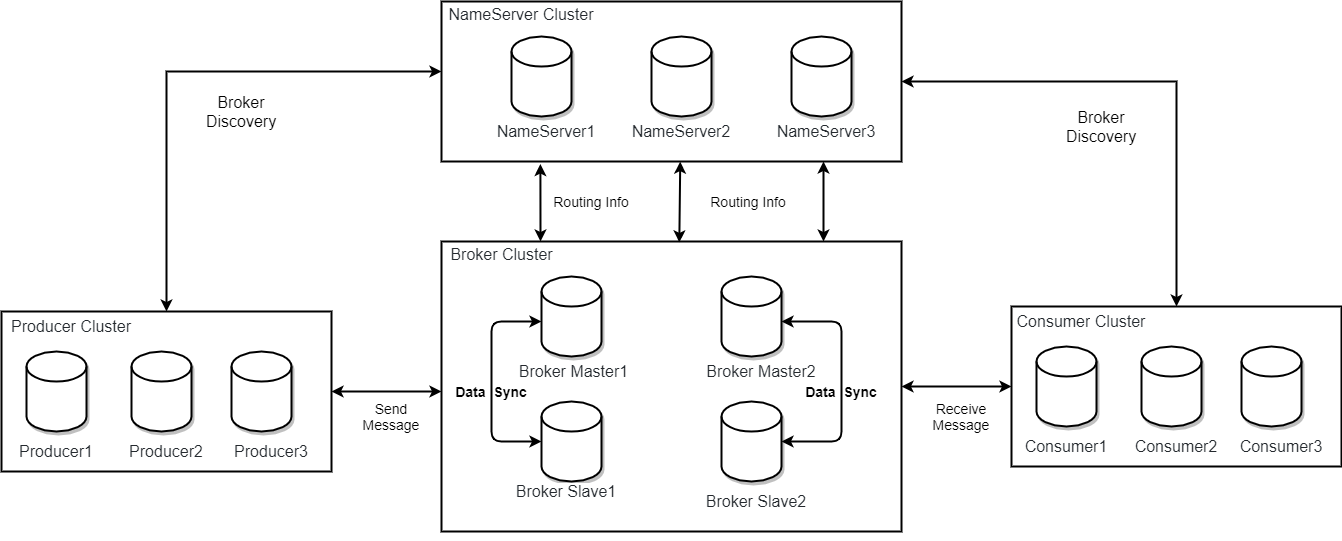 NameServer Cluster
NameServer1
NameServer2
NameServer3
Broker
Discovery
Broker
Discovery
Routing Info
Routing Info
Broker Cluster
Broker Master1
Broker Master2
Data Sync
Data Sync
Broker Slave1
Broker Slave2
Producer Cluster
Producer1
Producer2
Producer3
Send
Message
Receive
Message
Consumer Cluster
Consumer1
Consumer2
Consumer3